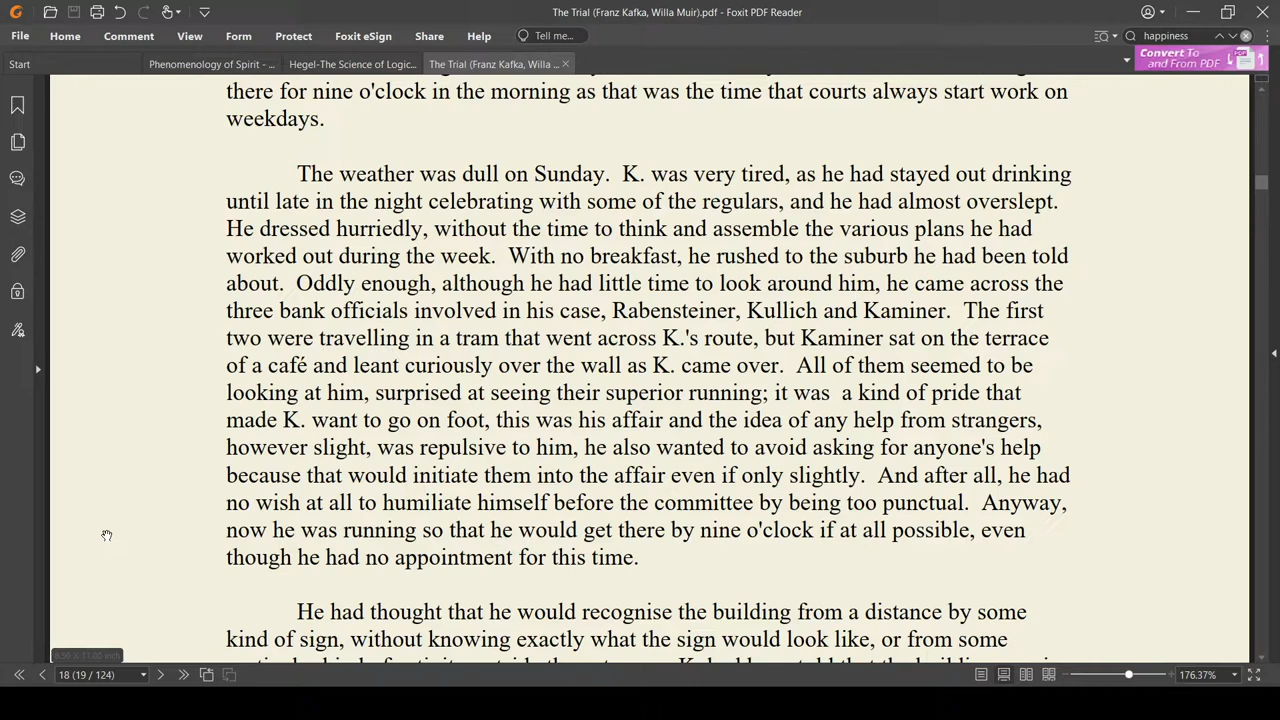 The Trial (Franz Kafka, Willa Muir).pdf - Foxit PDF Reader
File Home Comment View Form Protect Foxit eSign Share Help Tell me... happiness
Start Phenomenology of Spirit - ... Hegel-The Science of Logic... The Trial (Franz Kafka, Willa ... Convert To and From PDF
there for nine o'clock in the morning as that was the time that courts always start work on
weekdays.
The weather was dull on Sunday. K. was very tired, as he had stayed out drinking
until late in the night celebrating with some of the regulars, and he had almost overslept.
He dressed hurriedly, without the time to think and assemble the various plans he had
worked out during the week. With no breakfast, he rushed to the suburb he had been told
about. Oddly enough, although he had little time to look around him, he came across the
three bank officials involved in his case, Rabensteiner, Kullich and Kaminer. The first
two were travelling in a tram that went across K.'s route, but Kaminer sat on the terrace
of a café and leant curiously over the wall as K. came over. All of them seemed to be
looking at him, surprised at seeing their superior running; it was a kind of pride that
made K. want to go on foot, this was his affair and the idea of any help from strangers,
however slight, was repulsive to him, he also wanted to avoid asking for anyone's help
because that would initiate them into the affair even if only slightly. And after all, he had
no wish at all to humiliate himself before the committee by being too punctual. Anyway,
now he was running so that he would get there by nine o'clock if at all possible, even
though he had no appointment for this time.
He had thought that he would recognise the building from a distance by some
kind of sign, without knowing exactly what the sign would look like, or from some
18 (19 / 124) 176.37%